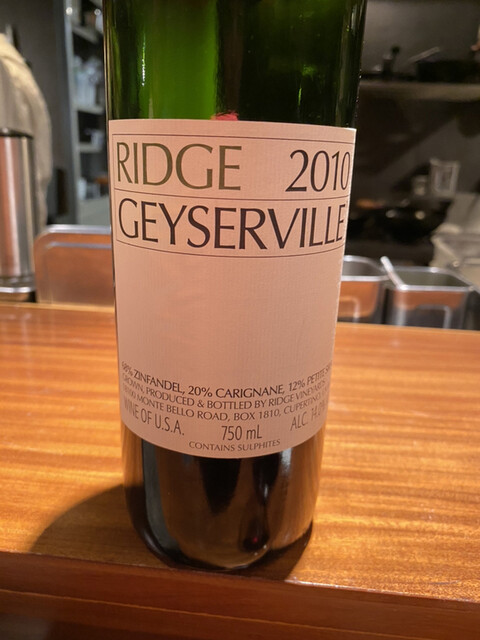 RIDGE 2010
GEYSERVILLE
ZINFANDEL, 20% CARIGNANE, 12% PETITE
GROWN, PRODUCED & BOTTLED BY RIDGE VINEYARDS
MONTE BELLO ROAD, BOX 1810, CUPERTINO,
WINE OF U.S.A. 750 mL ALC.
CONTAINS SULPHITES